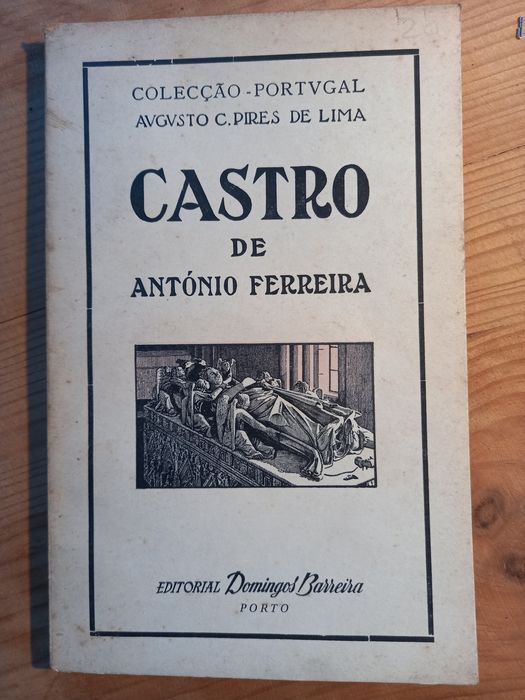 COLECÇÃO - PORTVGAL
AVGVSTO C. PIRES DE LIMA
CASTRO
DE
ANTÓNIO FERREIRA
EDITORIAL Domingos Barreira
PORTO